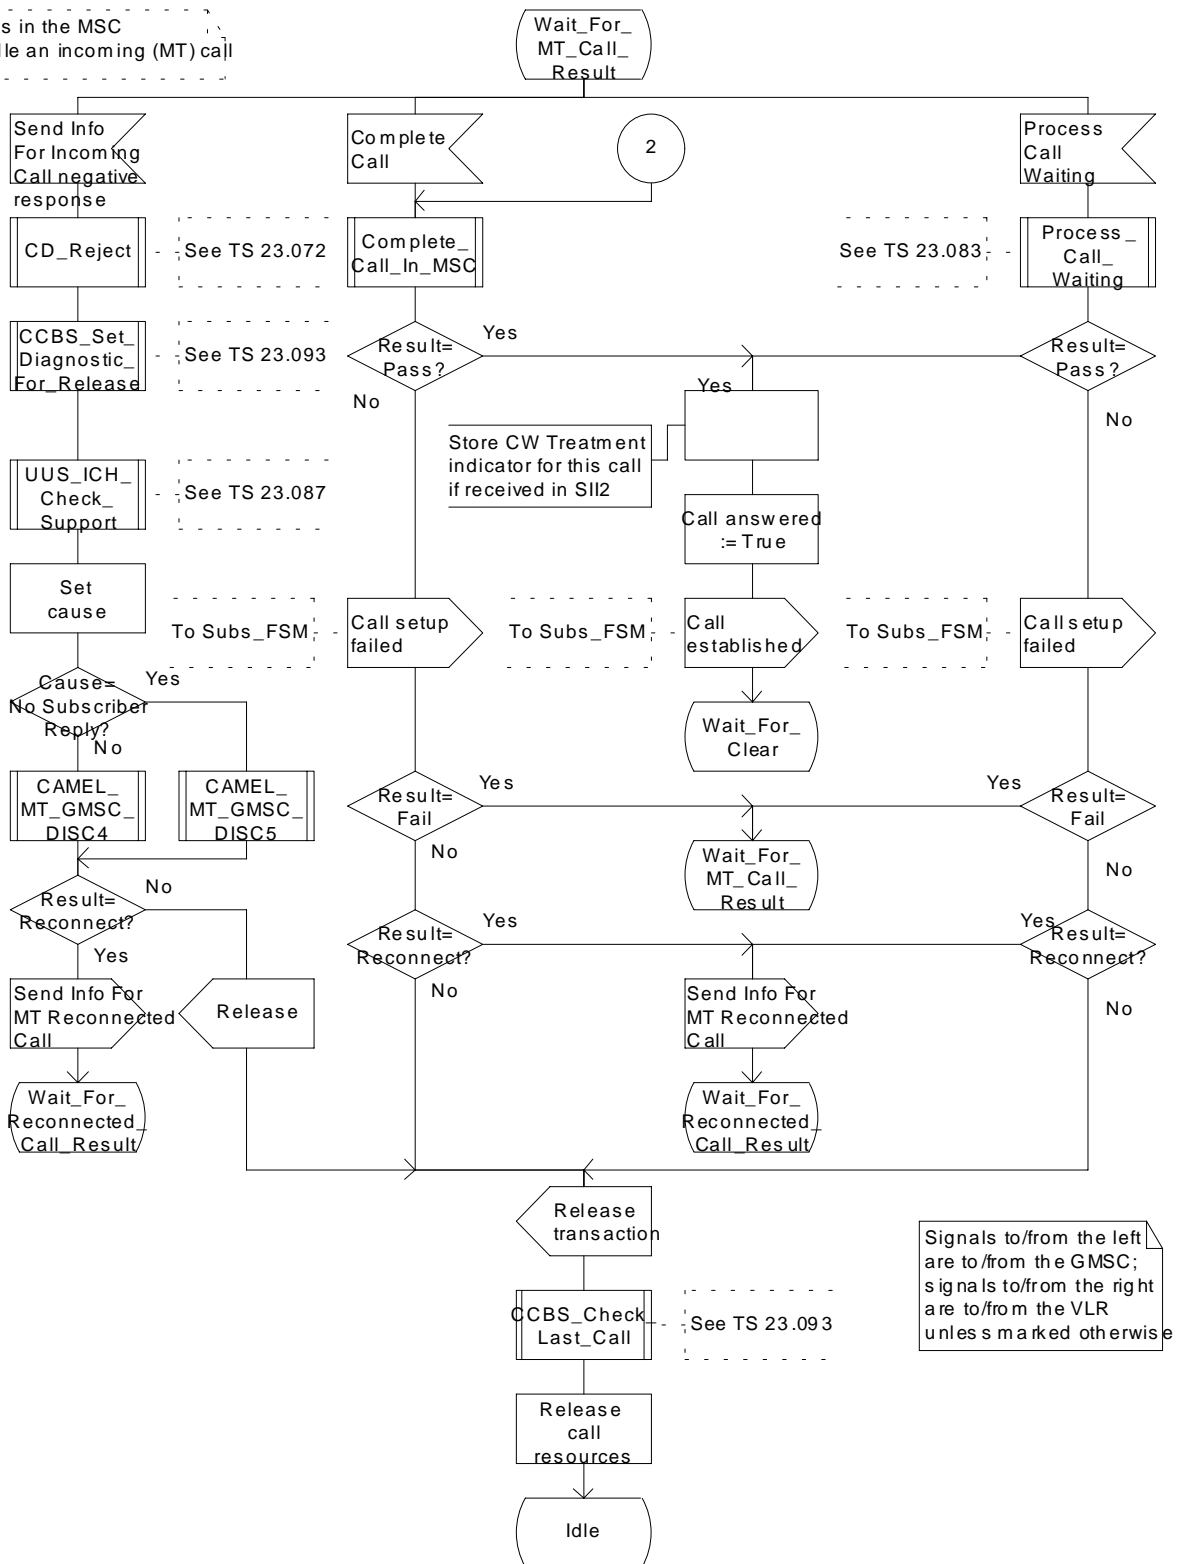 s in the MSC
le an incoming (MT) call
Wait_For_
MT_Call_
Result
Send Info
For Incoming
Call negative
response
Complete
Call
2
Process
Call
Waiting
CD_Reject
See TS 23.072
Complete_
Call_In_MSC
See TS 23.083
Process_
Call_
Waiting
CCBS_Set_
Diagnostic_
For_Release
See TS 23.093
Result=
Pass?
Yes
No
Result=
Pass?
No
Yes
Store CW Treatment
indicator for this call
if received in SII2
UUS_ICH_
Check_
Support
See TS 23.087
Call answered
:= True
Set
cause
To Subs_FSM
Call setup
failed
To Subs_FSM
Call
established
To Subs_FSM
Call setup
failed
Cause=
No Subscriber
Reply?
Yes
No
Wait_For_
Clear
CAMEL_
MT_GMSC_
DISC4
CAMEL_
MT_GMSC_
DISC5
Result=
Fail
Yes
No
Yes
Result=
Fail
No
Wait_For_
MT_Call_
Result
Result=
Reconnect?
No
Yes
Result=
Reconnect?
Yes
No
Yes
Result=
Reconnect?
No
Send Info For
MT Reconnected
Call
Release
Send Info For
MT Reconnected
Call
Wait_For_
Reconnected_
Call_Result
Wait_For_
Reconnected_
Call_Result
Release
transaction
Signals to/from the left
are to/from the GMSC;
signals to/from the right
are to/from the VLR
unless marked otherwise
CCBS_Check_
Last_Call
See TS 23.093
Release
call
resources
Idle